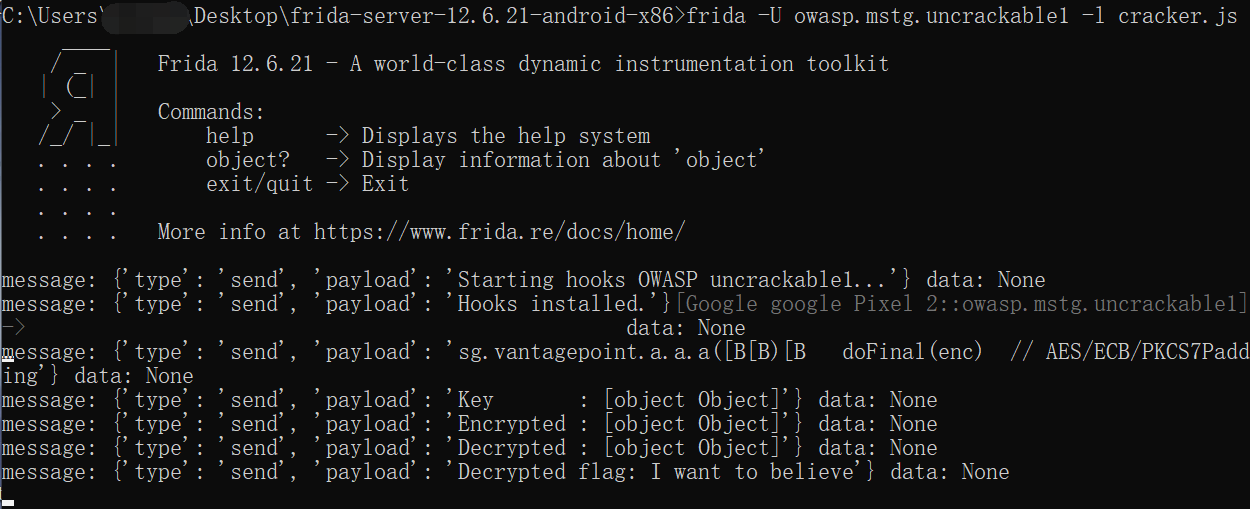 C:\Users\ \Desktop\frida-server-12.6.21-android-x86>frida -U owasp.mstg.uncrackable1 -l cracker.js
     ____
    / _  |   Frida 12.6.21 - A world-class dynamic instrumentation toolkit
   | (_| |
    > _  |   Commands:
   /_/ |_|       help      -> Displays the help system
   . . . .       object?   -> Display information about 'object'
   . . . .       exit/quit -> Exit
   . . . .
   . . . .   More info at https://www.frida.re/docs/home/
message: {'type': 'send', 'payload': 'Starting hooks OWASP uncrackable1...'} data: None
message: {'type': 'send', 'payload': 'Hooks installed.'}[Google google Pixel 2::owasp.mstg.uncrackable1]
-> data: None
message: {'type': 'send', 'payload': 'sg.vantagepoint.a.a.a([B[B)[B   doFinal(enc)  // AES/ECB/PKCS7Padd
ing'} data: None
message: {'type': 'send', 'payload': 'Key       : [object Object]'} data: None
message: {'type': 'send', 'payload': 'Encrypted : [object Object]'} data: None
message: {'type': 'send', 'payload': 'Decrypted : [object Object]'} data: None
message: {'type': 'send', 'payload': 'Decrypted flag: I want to believe'} data: None